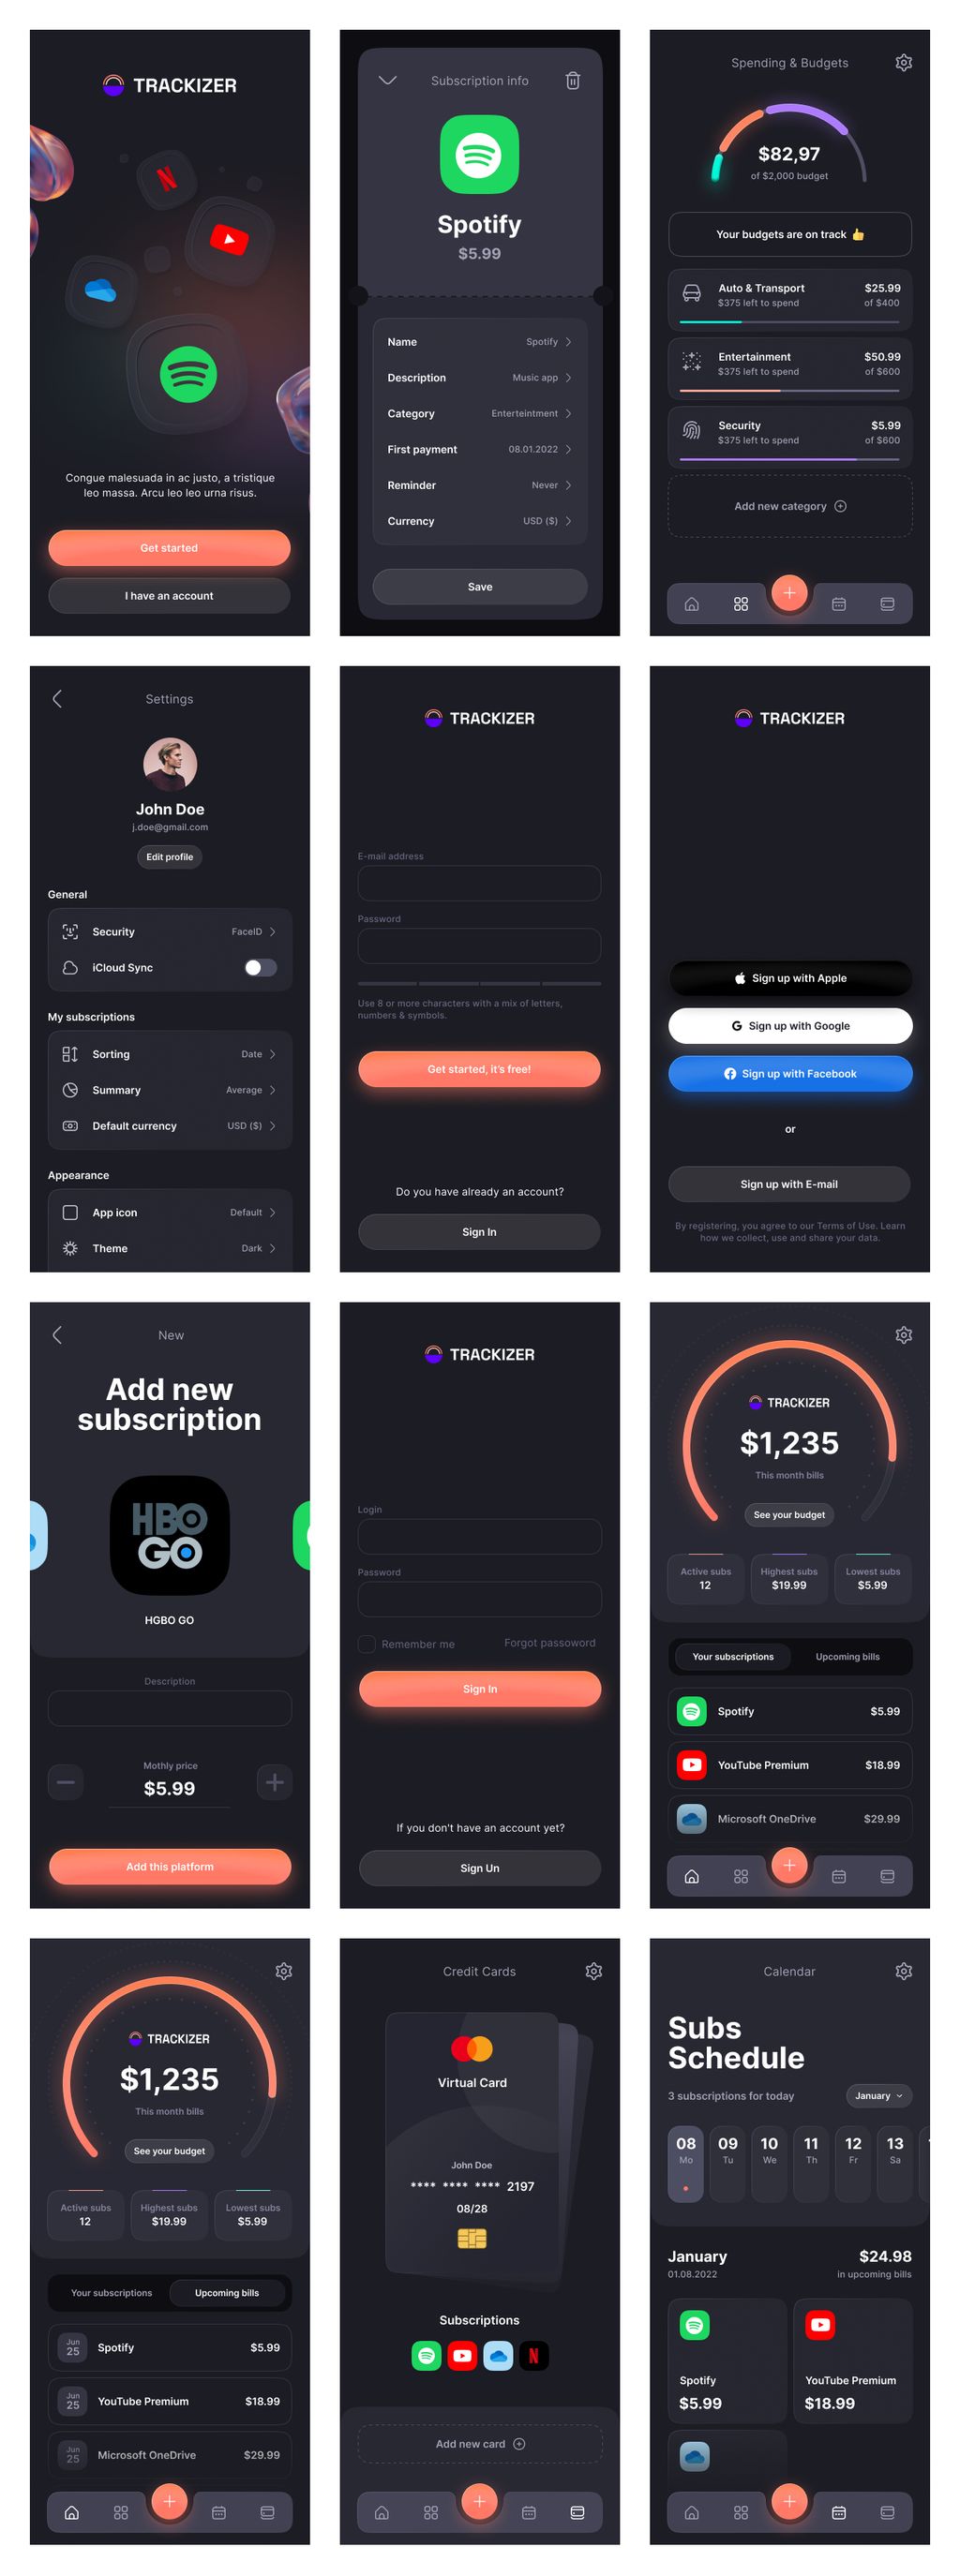 TRACKIZER
Congue malesuada in ac justo, a tristique
leo massa. Arcu leo leo urna risus.
Get started
I have an account
Subscription info
Spotify
$5.99
Name Spotify
Description Music app
Category Enterteintment
First payment 08.01.2022
Reminder Never
Currency USD ($)
Save
Spending & Budgets
$82,97
of $2,000 budget
Your budgets are on track 👍
Auto & Transport $25.99
$375 left to spend of $400
Entertainment $50.99
$375 left to spend of $600
Security $5.99
$375 left to spend of $600
Add new category
Settings
John Doe
j.doe@gmail.com
Edit profile
General
Security FaceID
iCloud Sync
My subscriptions
Sorting Date
Summary Average
Default currency USD ($)
Appearance
App icon Default
Theme Dark
TRACKIZER
E-mail address
Password
Use 8 or more characters with a mix of letters,
numbers & symbols.
Get started, it's free!
Do you have already an account?
Sign In
TRACKIZER
Sign up with Apple
G Sign up with Google
Sign up with Facebook
or
Sign up with E-mail
By registering, you agree to our Terms of Use. Learn
how we collect, use and share your data.
New
Add new
subscription
HBO
GO
HGBO GO
Description
Mothly price
$5.99
Add this platform
TRACKIZER
Login
Password
Remember me Forgot passoword
Sign In
If you don't have an account yet?
Sign Un
TRACKIZER
$1,235
This month bills
See your budget
Active subs Highest subs Lowest subs
12 $19.99 $5.99
Your subscriptions Upcoming bills
Spotify $5.99
YouTube Premium $18.99
Microsoft OneDrive $29.99
TRACKIZER
$1,235
This month bills
See your budget
Active subs Highest subs Lowest subs
12 $19.99 $5.99
Your subscriptions Upcoming bills
Jun
25 Spotify $5.99
Jun
25 YouTube Premium $18.99
Jun
25 Microsoft OneDrive $29.99
Credit Cards
Virtual Card
John Doe
**** **** **** 2197
08/28
Subscriptions
N
Add new card
Calendar
Subs
Schedule
3 subscriptions for today January
08 09 10 11 12 13
Mo Tu We Th Fr Sa
January $24.98
01.08.2022 in upcoming bills
Spotify YouTube Premium
$5.99 $18.99